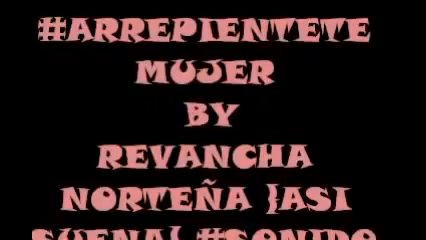 #ARREPIENTETE
MUJER
BY
REVANCHA
NORTEÑA }ASI
SUENA{ #SONIDO